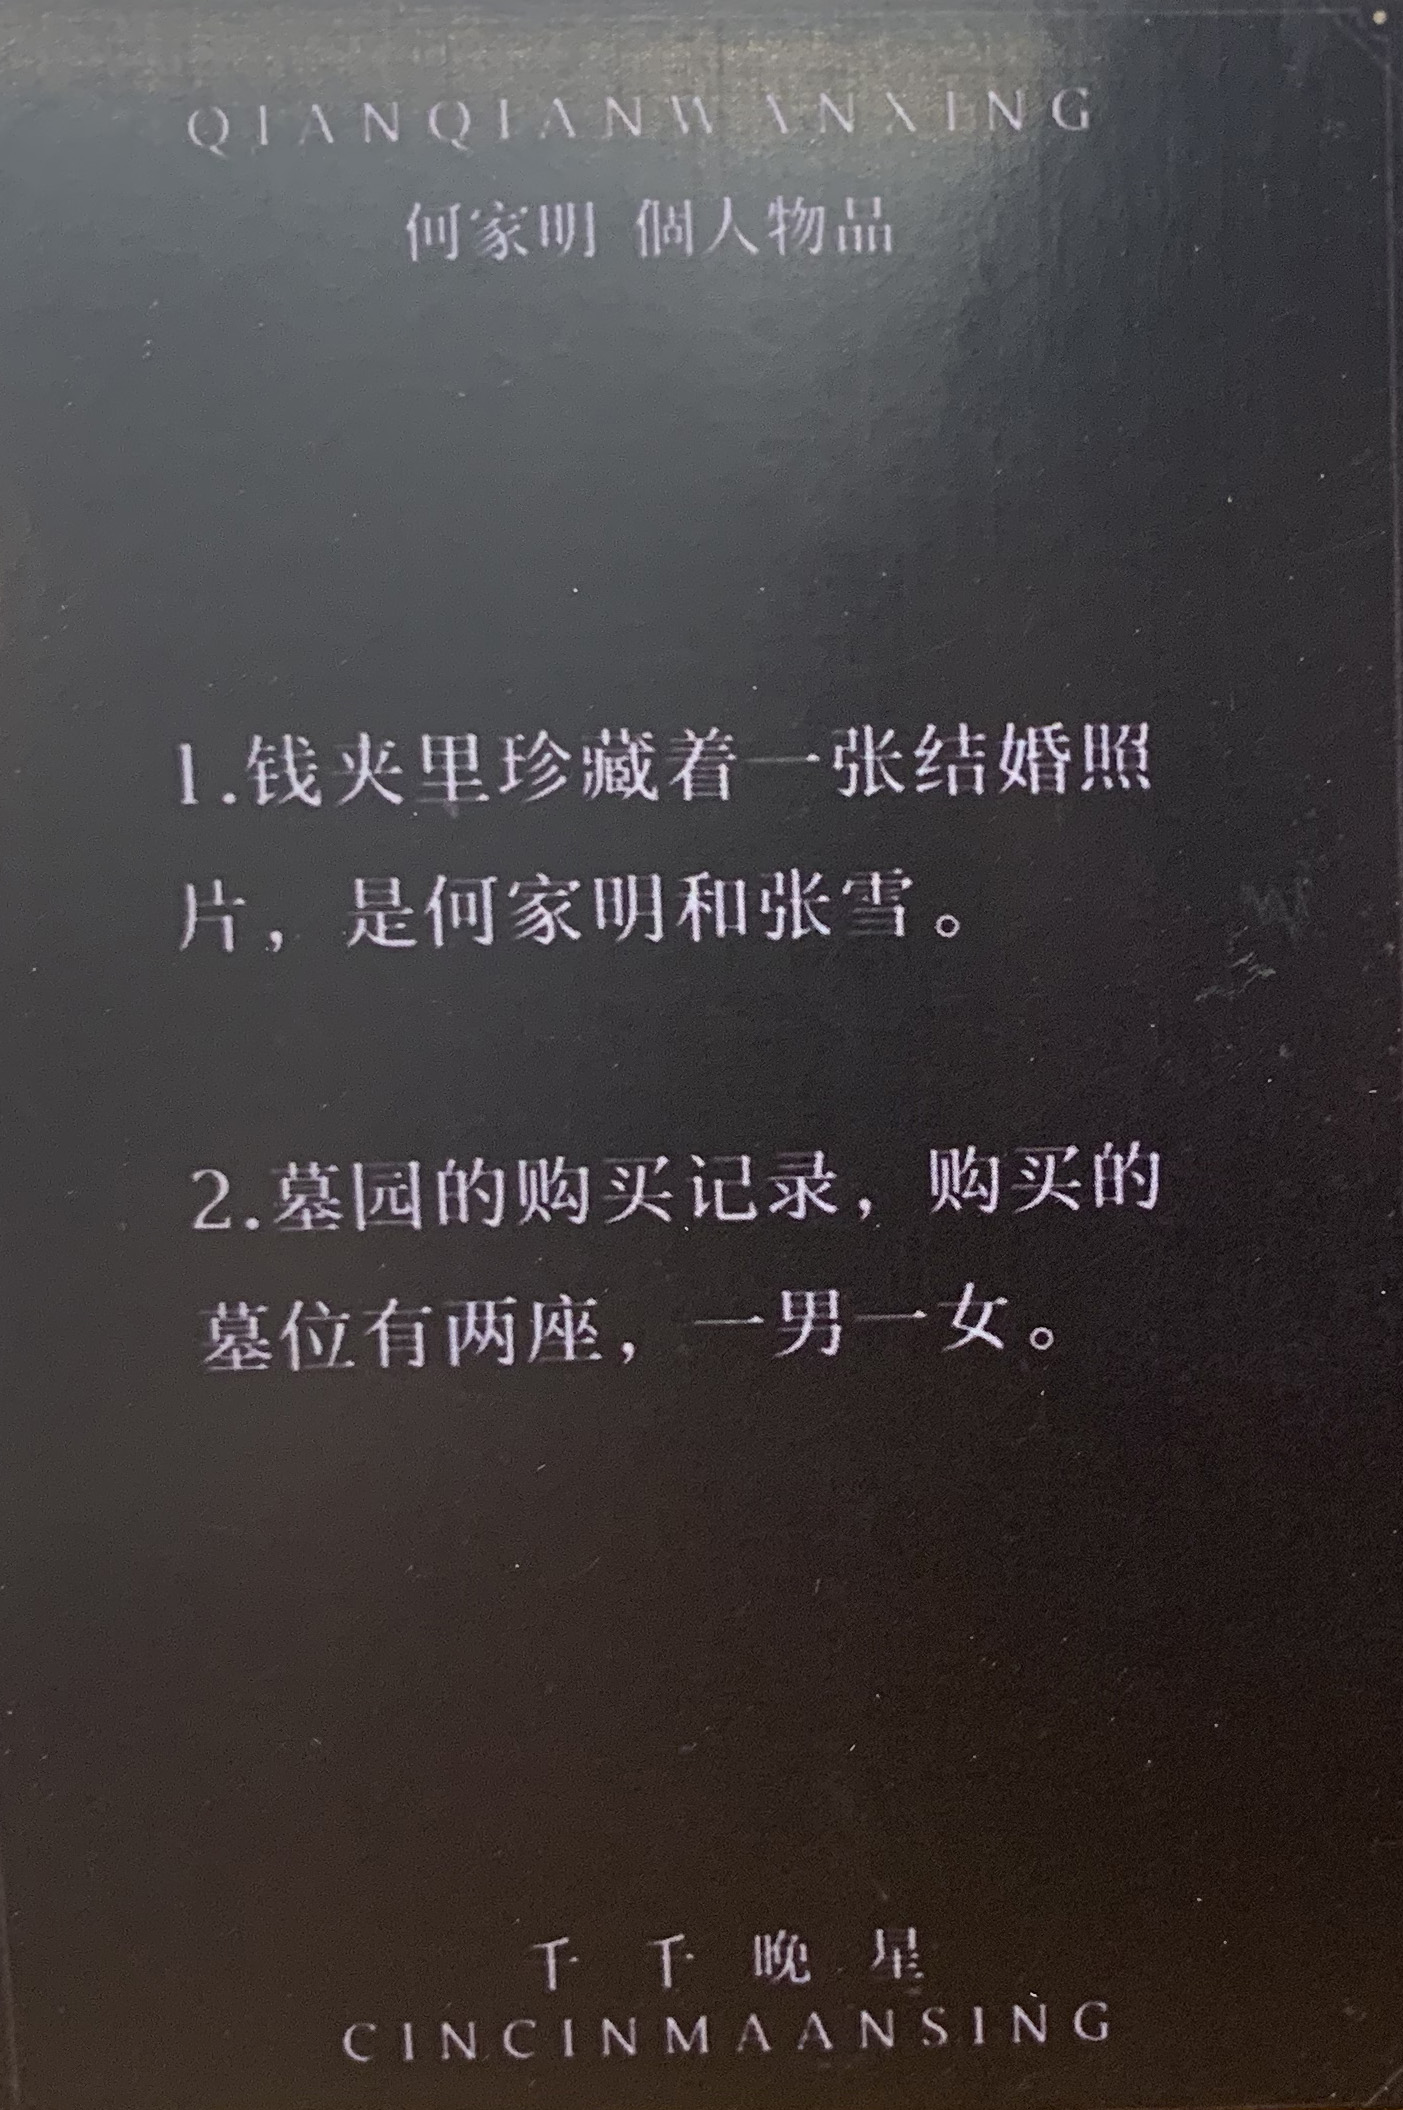 QIANQIANWANXING
何家明 個人物品
1.钱夹里珍藏着一张结婚照
片，是何家明和张雪。
2.墓园的购买记录，购买的
墓位有两座，一男一女。
千千晚星
CINCINMAANSING